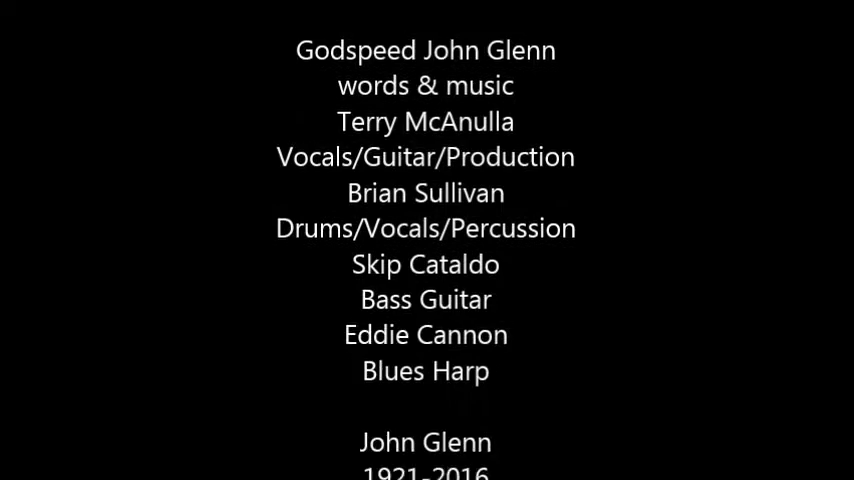 Godspeed John Glenn
words & music
Terry McAnulla
Vocals/Guitar/Production
Brian Sullivan
Drums/Vocals/Percussion
Skip Cataldo
Bass Guitar
Eddie Cannon
Blues Harp
John Glenn
1921-2016